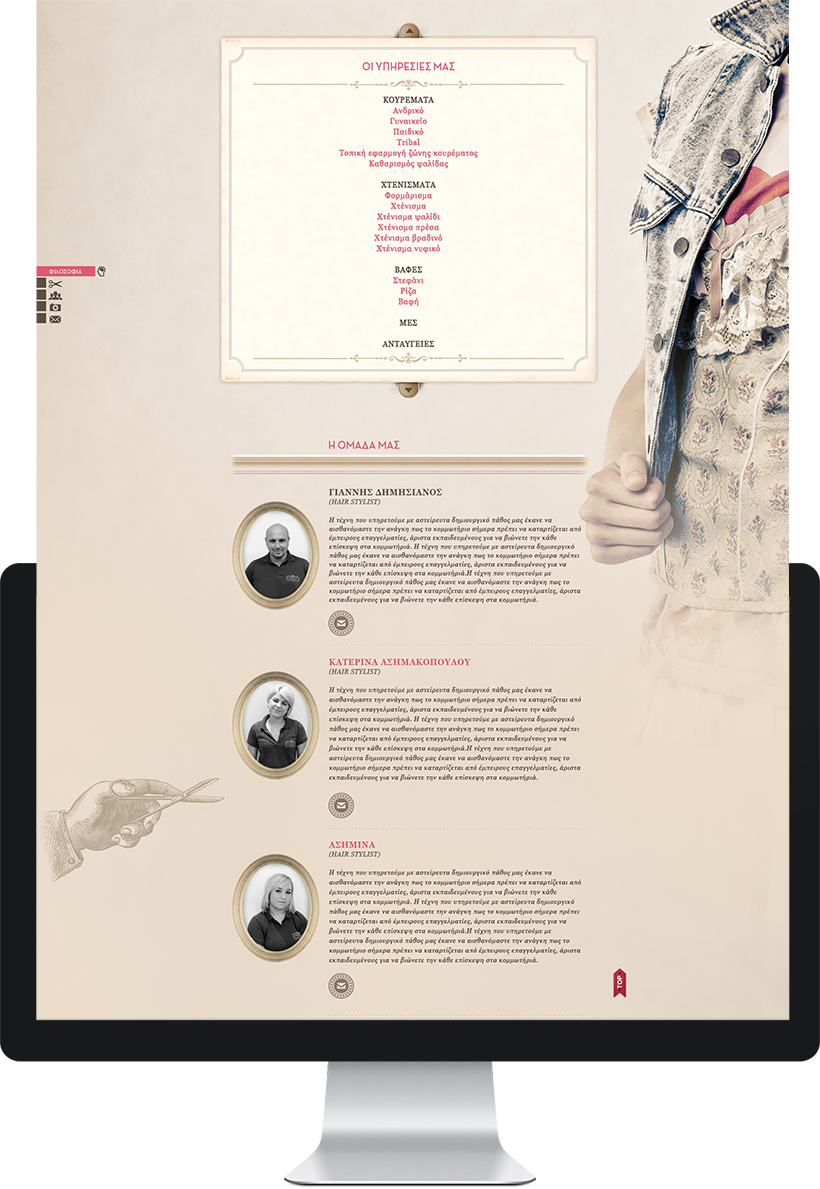 ΟΙ ΥΠΗΡΕΣΙΕΣ ΜΑΣ
ΚΟΥΡΕΜΑΤΑ
Ανδρικό
Γυναικείο
Παιδικό
Tribal
Τοπική εφαρμογή ζώνης κουρέματος
Καθαρισμός ψαλίδας
ΧΤΕΝΙΣΜΑΤΑ
Φορμάρισμα
Χτένισμα
Χτένισμα ψαλίδι
Χτένισμα πρέσα
Χτένισμα βραδινό
Χτένισμα νυφικό
ΦΙΛΟΣΟΦΙΑ
ΒΑΦΕΣ
Στεφάνι
Ρίζα
Βαφή
ΜΕΣ
ΑΝΤΑΥΓΕΙΕΣ
Η ΟΜΑΔΑ ΜΑΣ
ΓΙΑΝΝΗΣ ΔΗΜΗΣΙΑΝΟΣ
(HAIR STYLIST)
Η τέχνη που υπηρετούμε με αστείρευτα δημιουργικό πάθος μας έκανε να
αισθανόμαστε την ανάγκη πως το κομμωτήριο σήμερα πρέπει να καταρτίζεται από
έμπειρους επαγγελματίες, άριστα εκπαιδευμένους για να βιώνετε την κάθε
επίσκεψη στα κομμωτήριά. Η τέχνη που υπηρετούμε με αστείρευτα δημιουργικό
πάθος μας έκανε να αισθανόμαστε την ανάγκη πως το κομμωτήριο σήμερα πρέπει
να καταρτίζεται από έμπειρους επαγγελματίες, άριστα εκπαιδευμένους για να
βιώνετε την κάθε επίσκεψη στα κομμωτήριά.Η τέχνη που υπηρετούμε με
αστείρευτα δημιουργικό πάθος μας έκανε να αισθανόμαστε την ανάγκη πως το
κομμωτήριο σήμερα πρέπει να καταρτίζεται από έμπειρους επαγγελματίες, άριστα
εκπαιδευμένους για να βιώνετε την κάθε επίσκεψη στα κομμωτήριά.
ΚΑΤΕΡΙΝΑ ΑΣΗΜΑΚΟΠΟΥΛΟΥ
(HAIR STYLIST)
Η τέχνη που υπηρετούμε με αστείρευτα δημιουργικό πάθος μας έκανε να
αισθανόμαστε την ανάγκη πως το κομμωτήριο σήμερα πρέπει να καταρτίζεται από
έμπειρους επαγγελματίες, άριστα εκπαιδευμένους για να βιώνετε την κάθε
επίσκεψη στα κομμωτήριά. Η τέχνη που υπηρετούμε με αστείρευτα δημιουργικό
πάθος μας έκανε να αισθανόμαστε την ανάγκη πως το κομμωτήριο σήμερα πρέπει
να καταρτίζεται από έμπειρους επαγγελματίες, άριστα εκπαιδευμένους για να
βιώνετε την κάθε επίσκεψη στα κομμωτήριά.Η τέχνη που υπηρετούμε με
αστείρευτα δημιουργικό πάθος μας έκανε να αισθανόμαστε την ανάγκη πως το
κομμωτήριο σήμερα πρέπει να καταρτίζεται από έμπειρους επαγγελματίες, άριστα
εκπαιδευμένους για να βιώνετε την κάθε επίσκεψη στα κομμωτήριά.
ΑΣΗΜΙΝΑ
(HAIR STYLIST)
Η τέχνη που υπηρετούμε με αστείρευτα δημιουργικό πάθος μας έκανε να
αισθανόμαστε την ανάγκη πως το κομμωτήριο σήμερα πρέπει να καταρτίζεται από
έμπειρους επαγγελματίες, άριστα εκπαιδευμένους για να βιώνετε την κάθε
επίσκεψη στα κομμωτήριά. Η τέχνη που υπηρετούμε με αστείρευτα δημιουργικό
πάθος μας έκανε να αισθανόμαστε την ανάγκη πως το κομμωτήριο σήμερα πρέπει
να καταρτίζεται από έμπειρους επαγγελματίες, άριστα εκπαιδευμένους για να
βιώνετε την κάθε επίσκεψη στα κομμωτήριά.Η τέχνη που υπηρετούμε με
αστείρευτα δημιουργικό πάθος μας έκανε να αισθανόμαστε την ανάγκη πως το
κομμωτήριο σήμερα πρέπει να καταρτίζεται από έμπειρους επαγγελματίες, άριστα
εκπαιδευμένους για να βιώνετε την κάθε επίσκεψη στα κομμωτήριά.
TOP